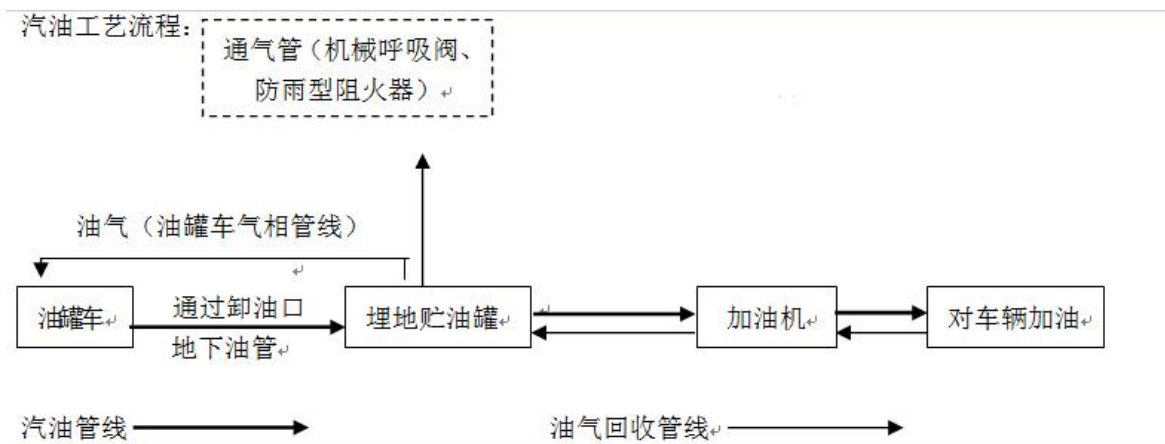 汽油工艺流程：
通气管（机械呼吸阀、
防雨型阻火器）
油气（油罐车气相管线）
油罐车
通过卸油口
地下油管
埋地贮油罐
加油机
对车辆加油
汽油管线
油气回收管线